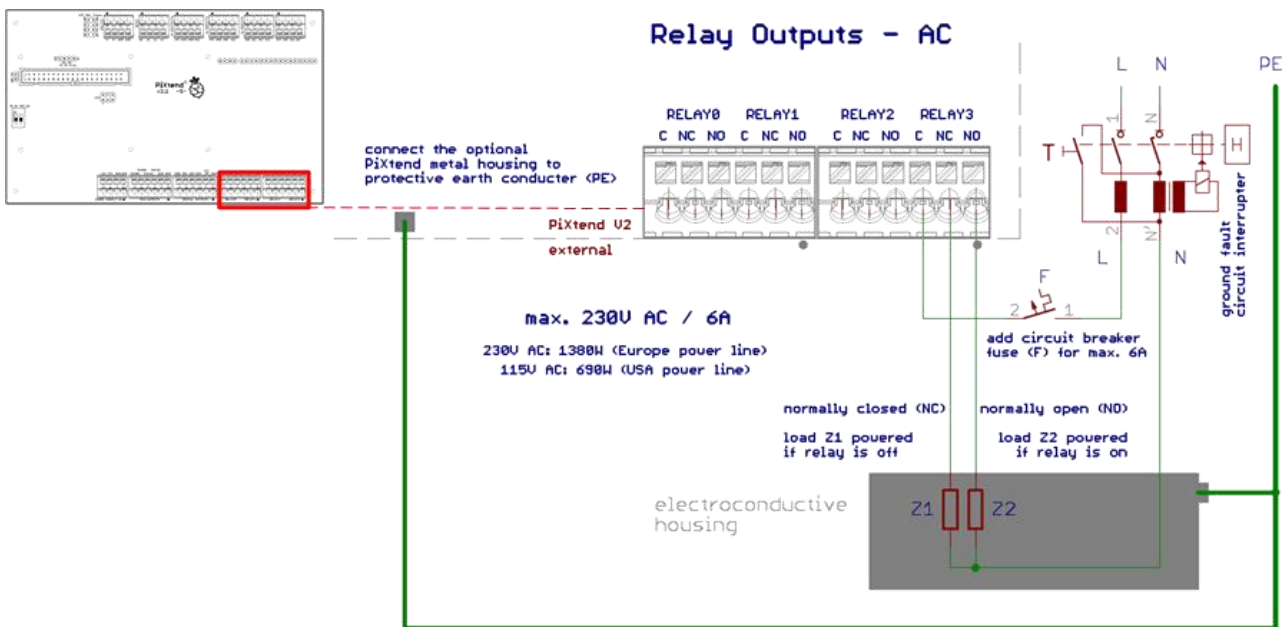 Relay Outputs - AC
L N PE
PiXtend
RELAY0 RELAY1 RELAY2 RELAY3
C NC NO C NC NO C NC NO C NC NO
connect the optional
PiXtend metal housing to
protective earth conducter (PE)
PiXtend V2
external
1 N
T H
2 N'
L N
ground fault
circuit interrupter
F
2 1
add circuit breaker
fuse (F) for max. 6A
max. 230V AC / 6A
230V AC: 1380W (Europe power line)
115V AC: 690W (USA power line)
normally closed (NC) normally open (NO)
load Z1 powered
if relay is off
load Z2 powered
if relay is on
electroconductive
housing
Z1 Z2